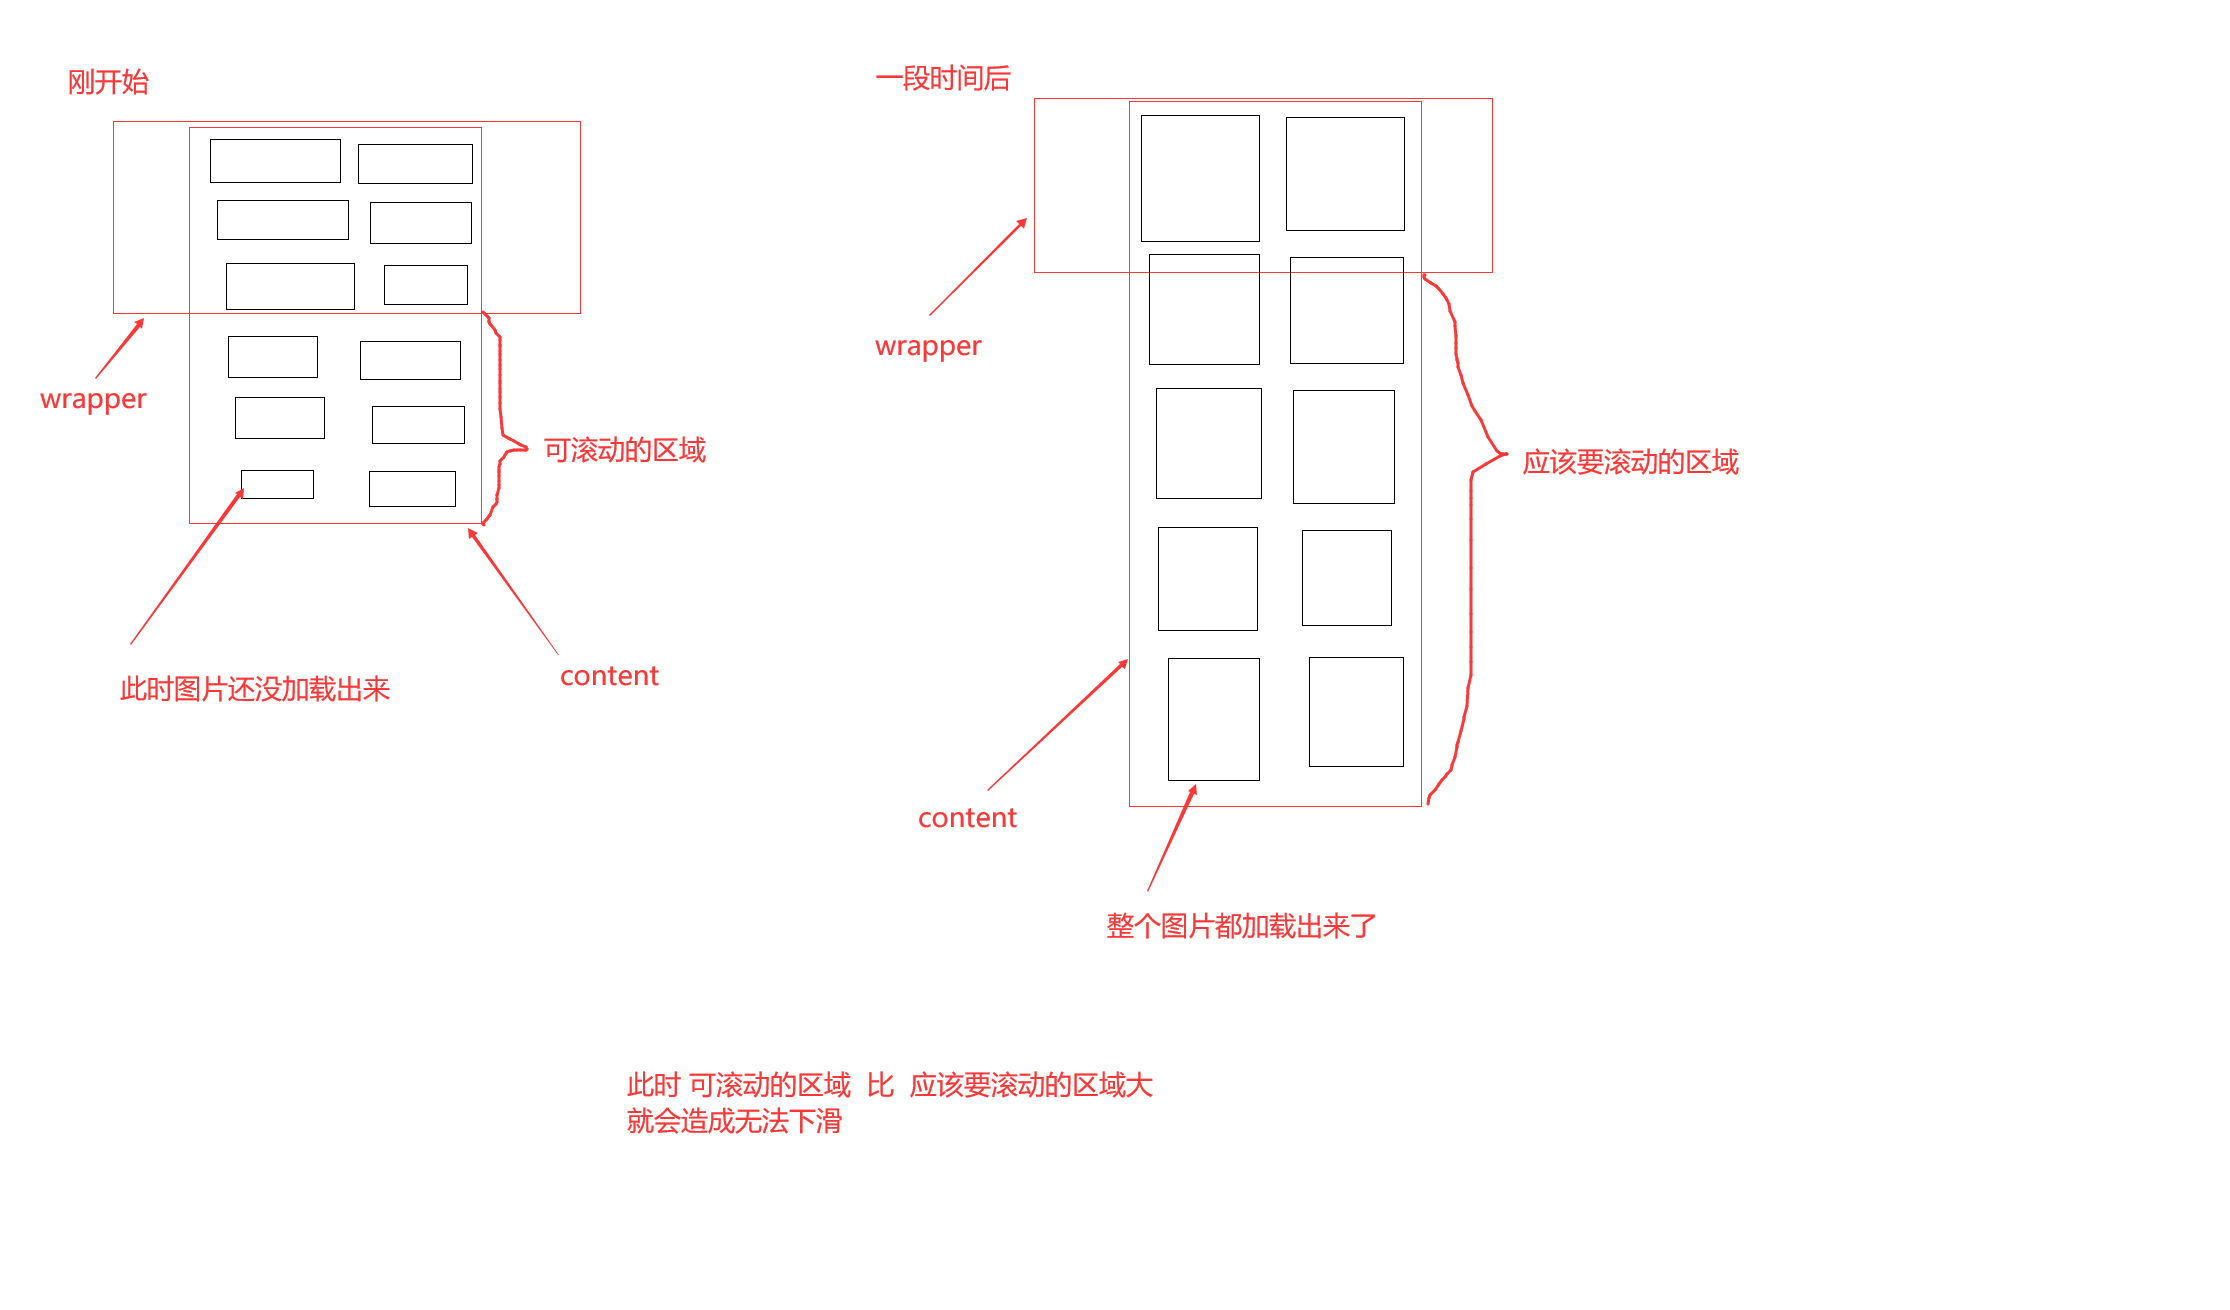 刚开始
wrapper
可滚动的区域
此时图片还没加载出来
content
一段时间后
wrapper
应该要滚动的区域
content
整个图片都加载出来了
此时 可滚动的区域 比 应该要滚动的区域大
就会造成无法下滑